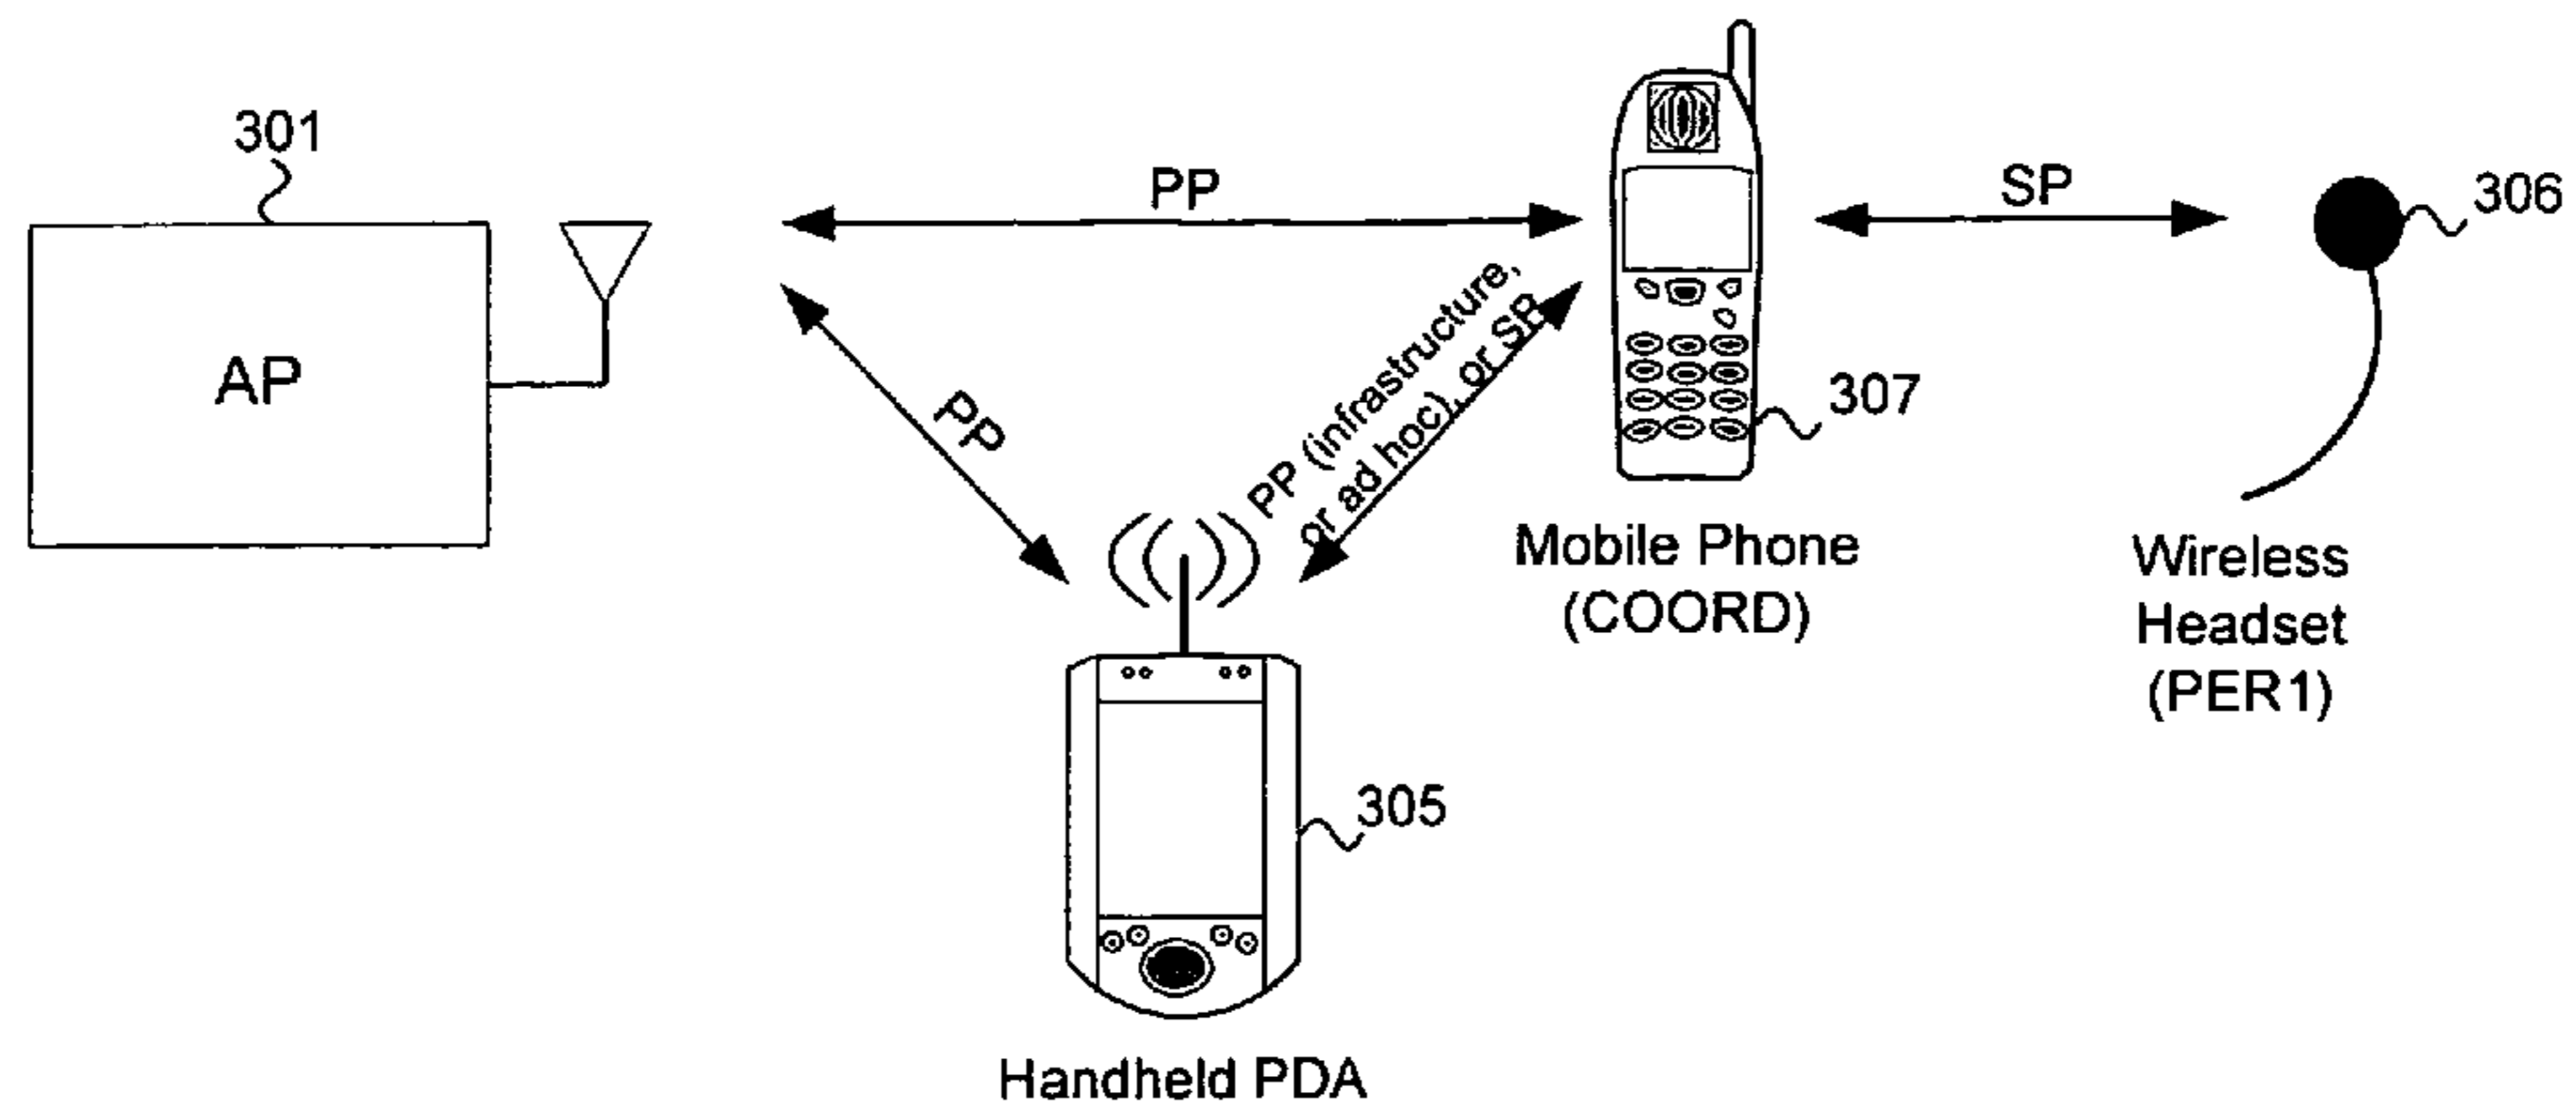 301
AP
PP
PP
PP (infrastructure,
or ad hoc), or SP
SP
306
307
Mobile Phone
(COORD)
Wireless
Headset
(PER1)
305
Handheld PDA